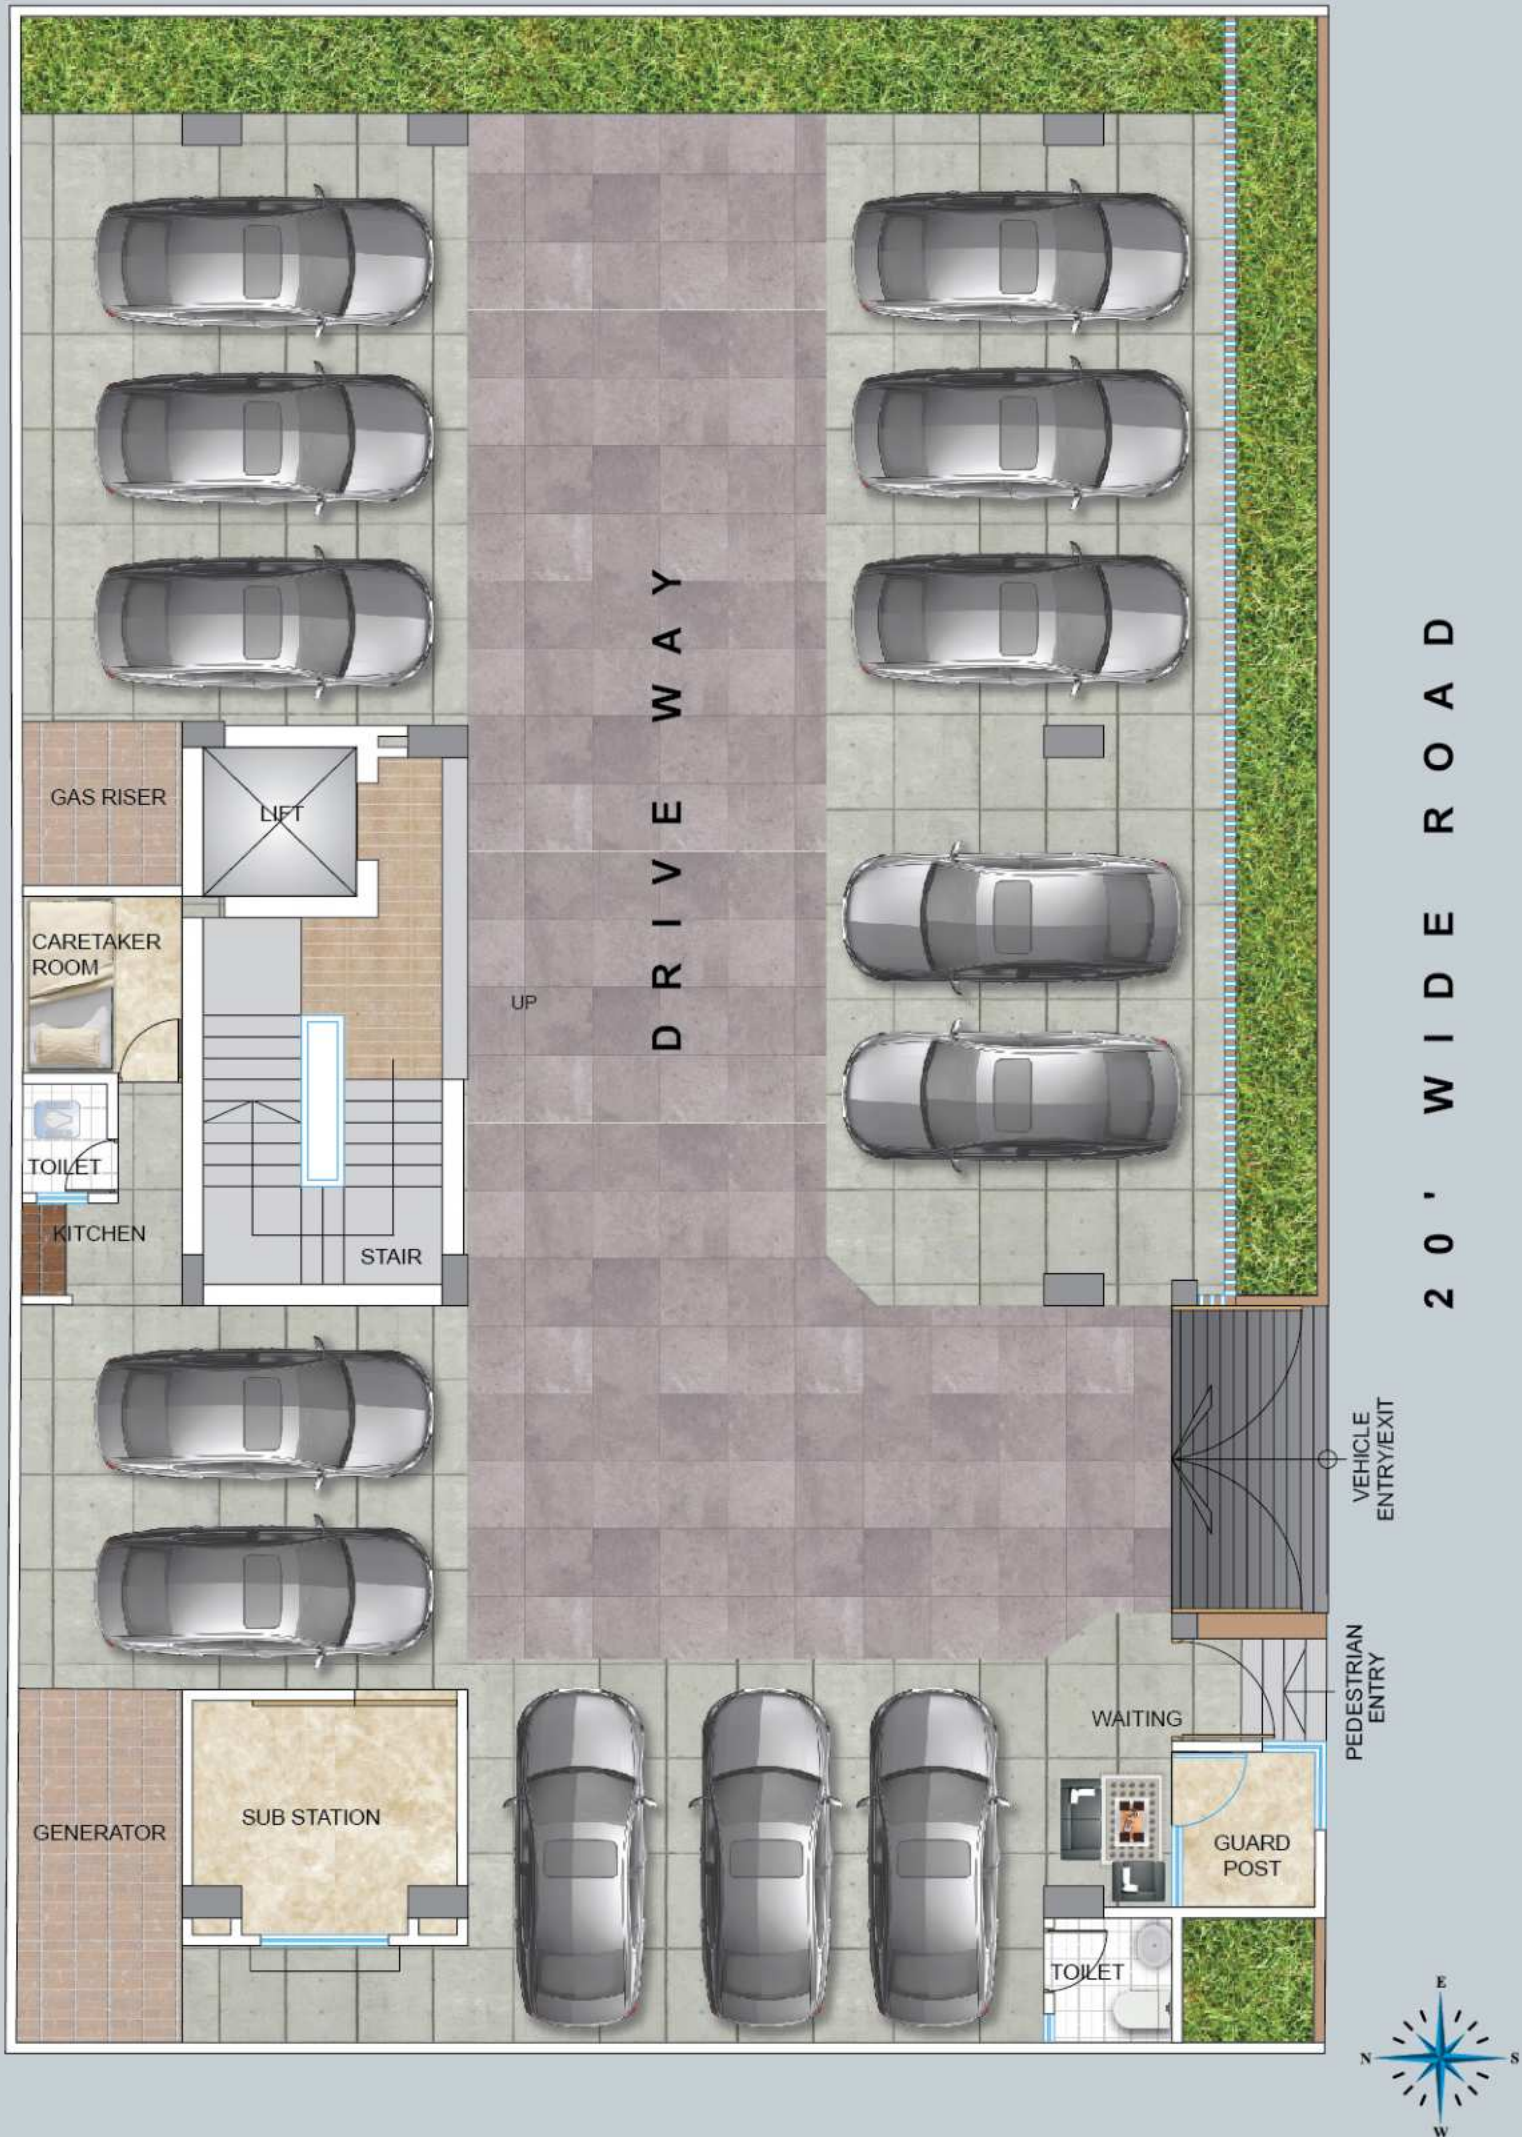 DRIVE WAY
20' WIDE ROAD
GAS RISER
LIFT
CARETAKER
ROOM
UP
TOILET
KITCHEN
STAIR
VEHICLE
ENTRY/EXIT
PEDESTRIAN
ENTRY
WAITING
GENERATOR
SUB STATION
GUARD
POST
TOILET
E
N
S
W